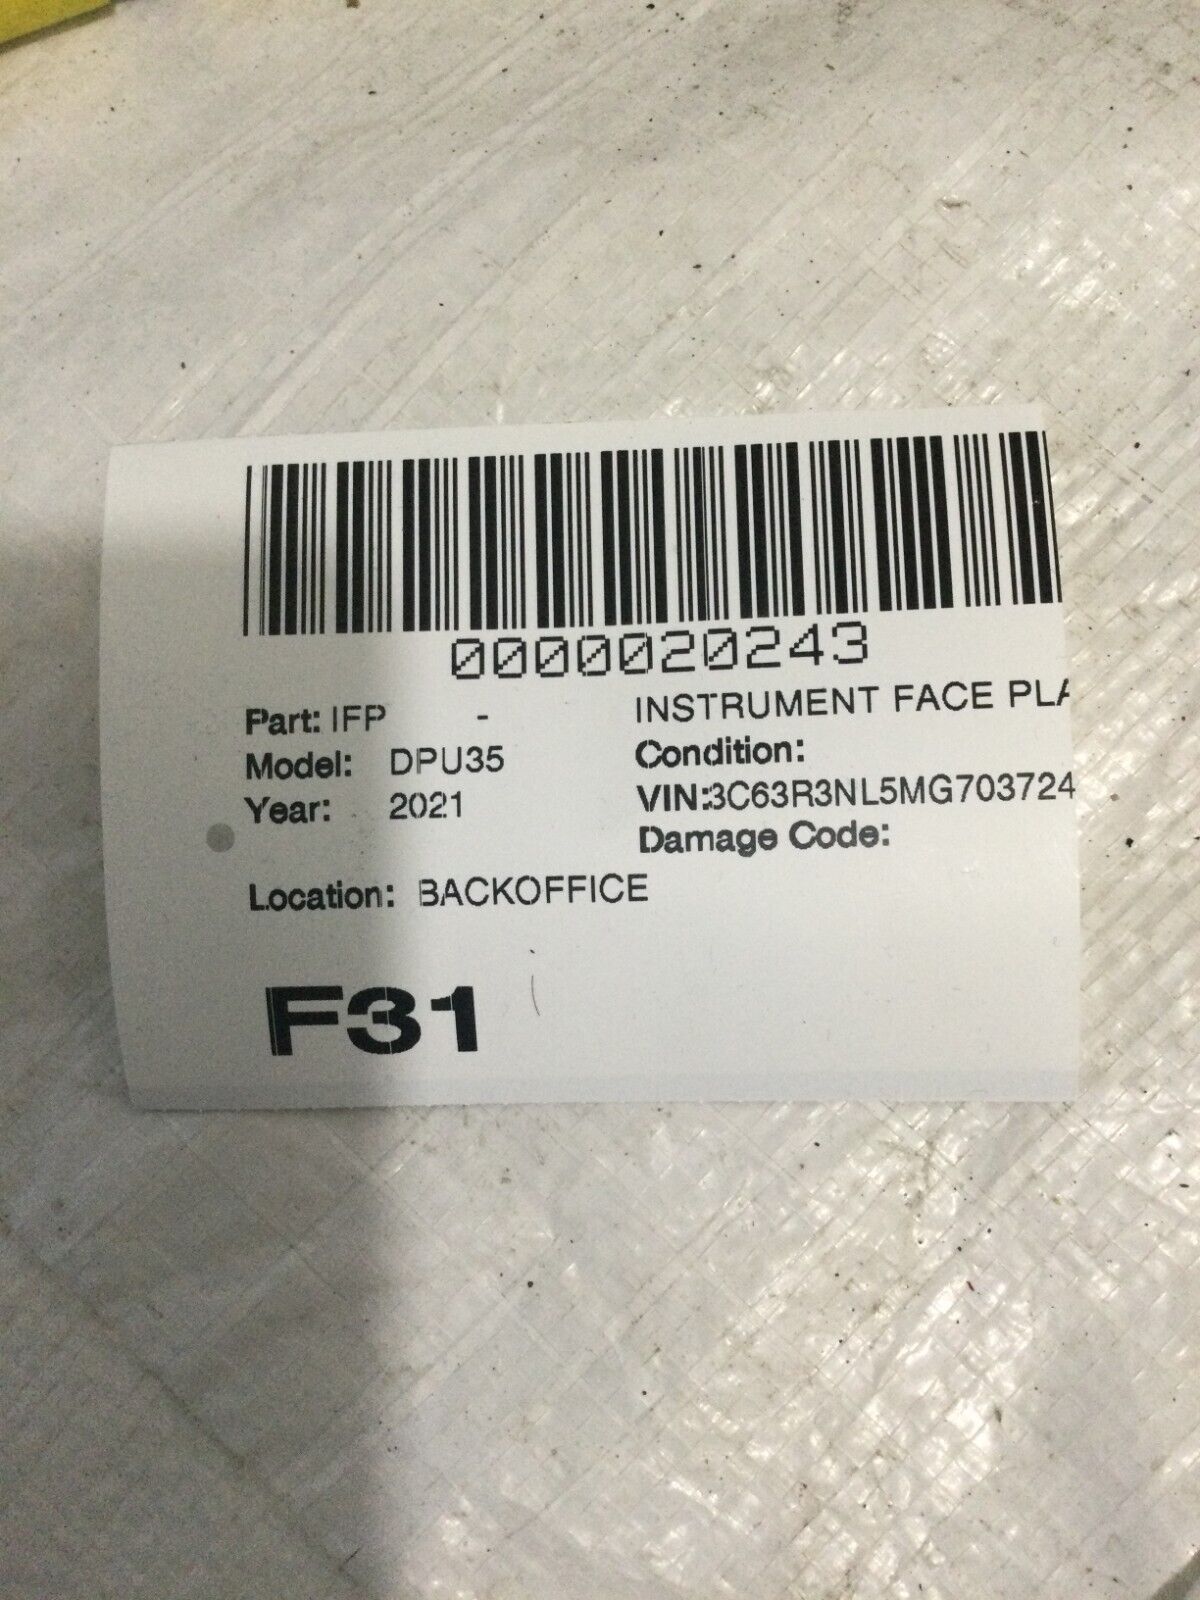 0000020243
Part: IFP - INSTRUMENT FACE PLA
Model: DPU35 Condition:
Year: 2021 VIN:3C63R3NL5MG703724
Damage Code:
Location: BACKOFFICE
F31